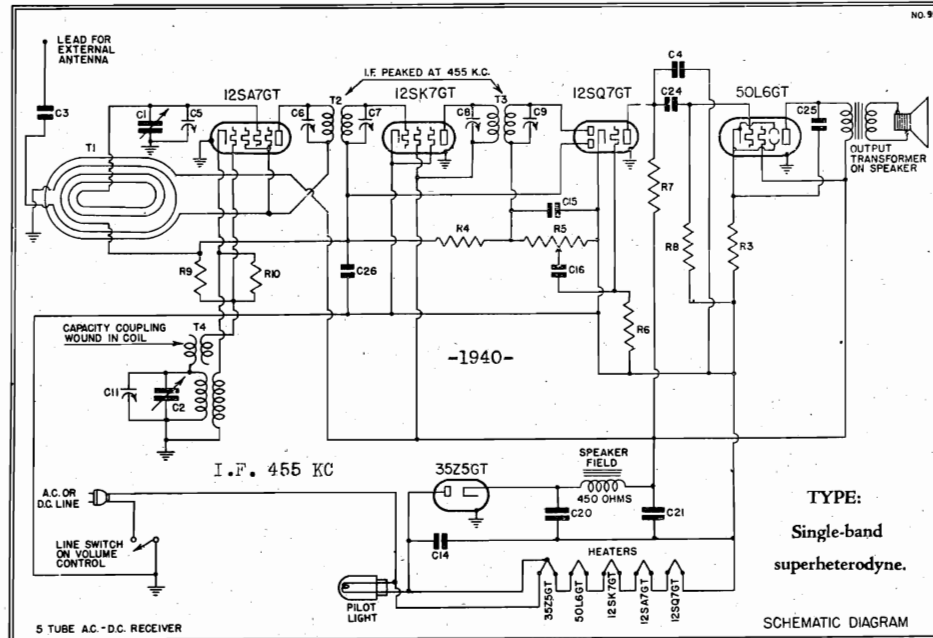 NO. 9
LEAD FOR
EXTERNAL
ANTENNA
C3
T1
C1
C5
12SA7GT
C6
T2
I.F. PEAKED AT 455 K.C.
C7
12SK7GT
C8
T3
C9
12SQ7GT
C4
C24
50L6GT
C25
OUTPUT
TRANSFORMER
ON SPEAKER
R7
R8
R3
C15
R4
R5
C16
R6
R9
R10
C26
CAPACITY COUPLING
WOUND IN COIL
T4
C11
C2
-1940-
I.F. 455 KC
A.C. OR
D.C. LINE
LINE SWITCH
ON VOLUME
CONTROL
35Z5GT
SPEAKER
FIELD
450 OHMS
C20
C21
C14
HEATERS
35Z5GT
50L6GT
12SK7GT
12SA7GT
12SQ7GT
PILOT
LIGHT
TYPE:
Single-band
superheterodyne.
5 TUBE A.C. - D.C. RECEIVER
SCHEMATIC DIAGRAM